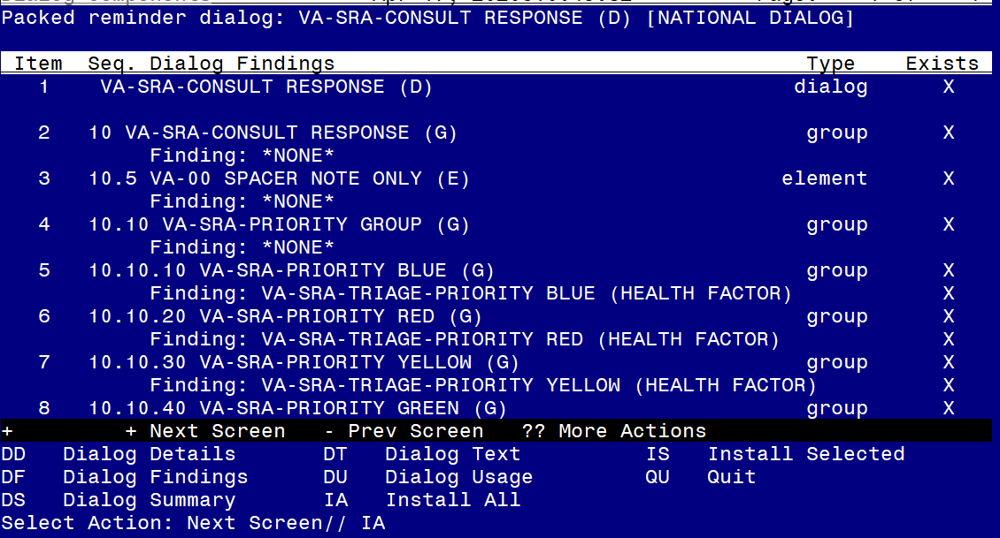 Packed reminder dialog: VA-SRA-CONSULT RESPONSE (D) [NATIONAL DIALOG]
Item Seq. Dialog Findings Type Exists
1 VA-SRA-CONSULT RESPONSE (D) dialog X
2 10 VA-SRA-CONSULT RESPONSE (G) group X
Finding: *NONE*
3 10.5 VA-00 SPACER NOTE ONLY (E) element X
Finding: *NONE*
4 10.10 VA-SRA-PRIORITY GROUP (G) group X
Finding: *NONE*
5 10.10.10 VA-SRA-PRIORITY BLUE (G) group X
Finding: VA-SRA-TRIAGE-PRIORITY BLUE (HEALTH FACTOR) X
6 10.10.20 VA-SRA-PRIORITY RED (G) group X
Finding: VA-SRA-TRIAGE-PRIORITY RED (HEALTH FACTOR) X
7 10.10.30 VA-SRA-PRIORITY YELLOW (G) group X
Finding: VA-SRA-TRIAGE-PRIORITY YELLOW (HEALTH FACTOR) X
8 10.10.40 VA-SRA-PRIORITY GREEN (G) group X
+ + Next Screen - Prev Screen ?? More Actions
DD Dialog Details DT Dialog Text IS Install Selected
DF Dialog Findings DU Dialog Usage QU Quit
DS Dialog Summary IA Install All
Select Action: Next Screen// IA